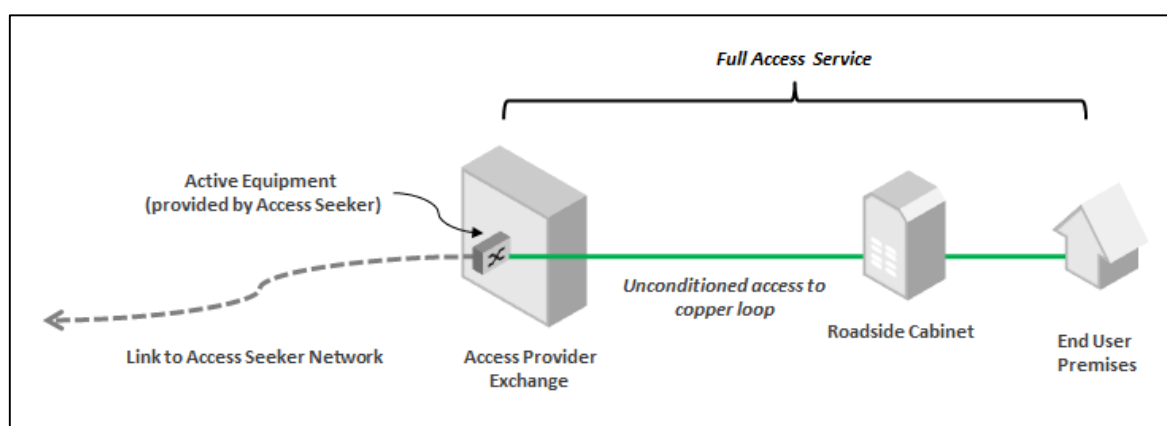 Full Access Service
Active Equipment
(provided by Access Seeker)
Unconditioned access to
copper loop
Roadside Cabinet
End User
Premises
Link to Access Seeker Network
Access Provider
Exchange